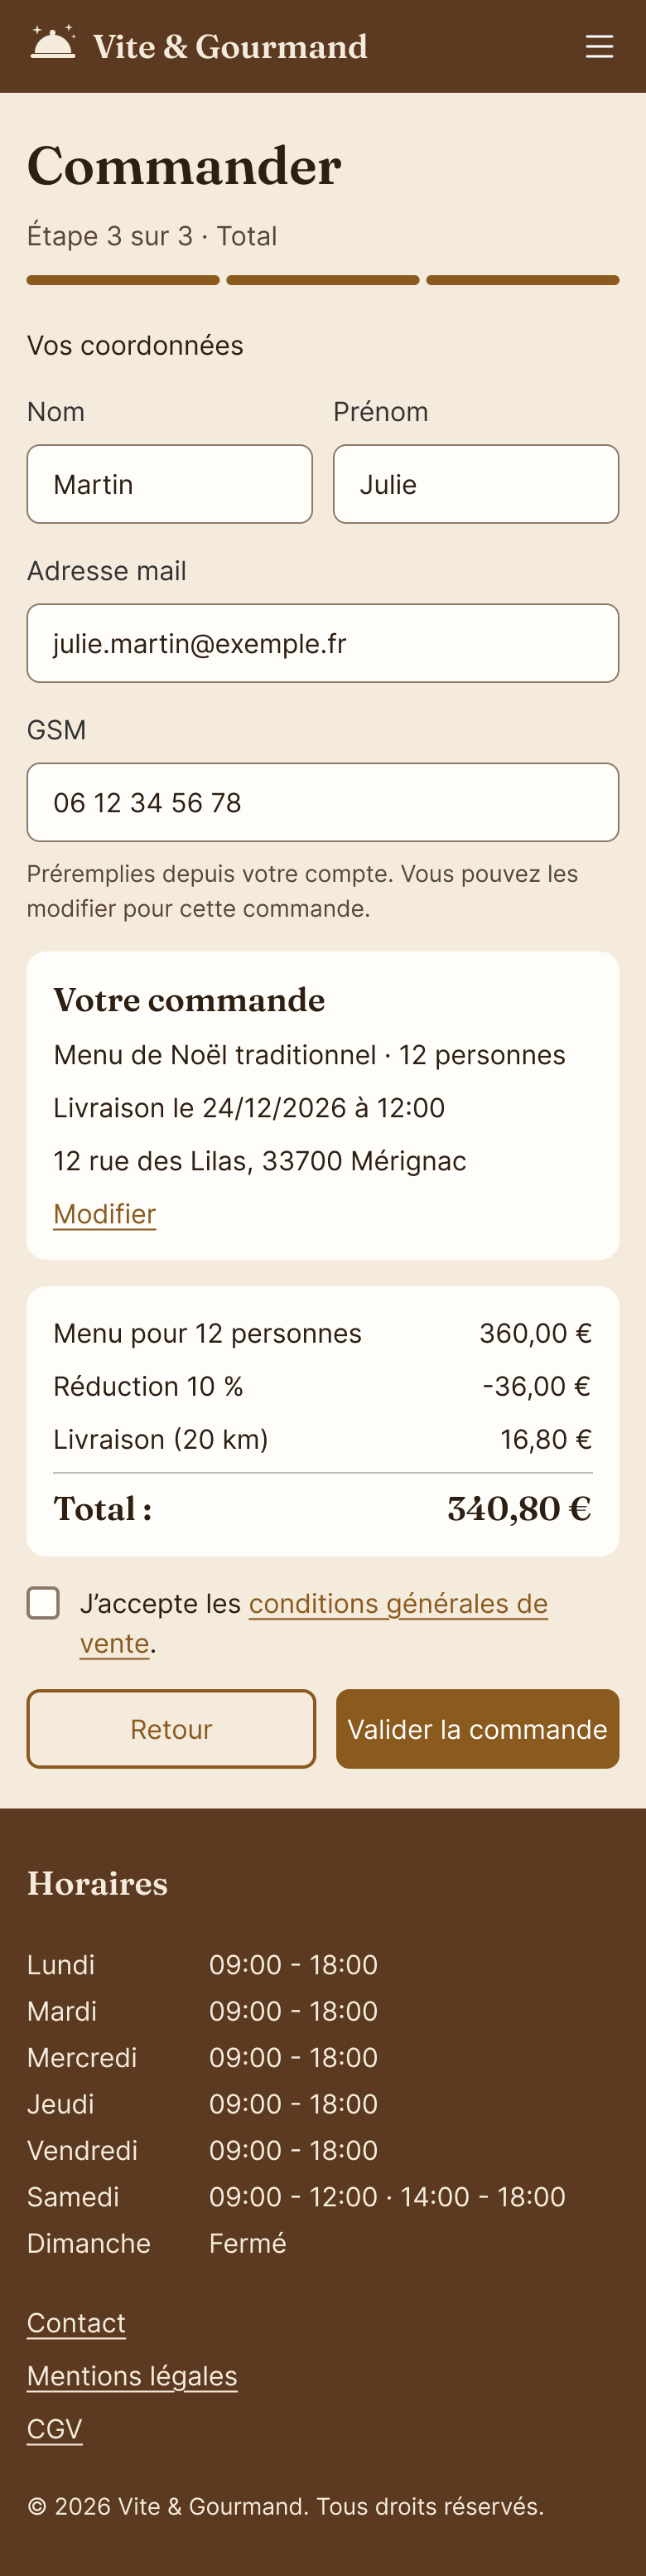 Vite & Gourmand
Commander
Étape 3 sur 3 · Total
Vos coordonnées
Nom
Prénom
Martin
Julie
Adresse mail
julie.martin@exemple.fr
GSM
06 12 34 56 78
Préremplies depuis votre compte. Vous pouvez les
modifier pour cette commande.
Votre commande
Menu de Noël traditionnel · 12 personnes
Livraison le 24/12/2026 à 12:00
12 rue des Lilas, 33700 Mérignac
Modifier
Menu pour 12 personnes 360,00 €
Réduction 10 % -36,00 €
Livraison (20 km) 16,80 €
Total : 340,80 €
J’accepte les conditions générales de
vente.
Retour
Valider la commande
Horaires
Lundi 09:00 - 18:00
Mardi 09:00 - 18:00
Mercredi 09:00 - 18:00
Jeudi 09:00 - 18:00
Vendredi 09:00 - 18:00
Samedi 09:00 - 12:00 · 14:00 - 18:00
Dimanche Fermé
Contact
Mentions légales
CGV
© 2026 Vite & Gourmand. Tous droits réservés.